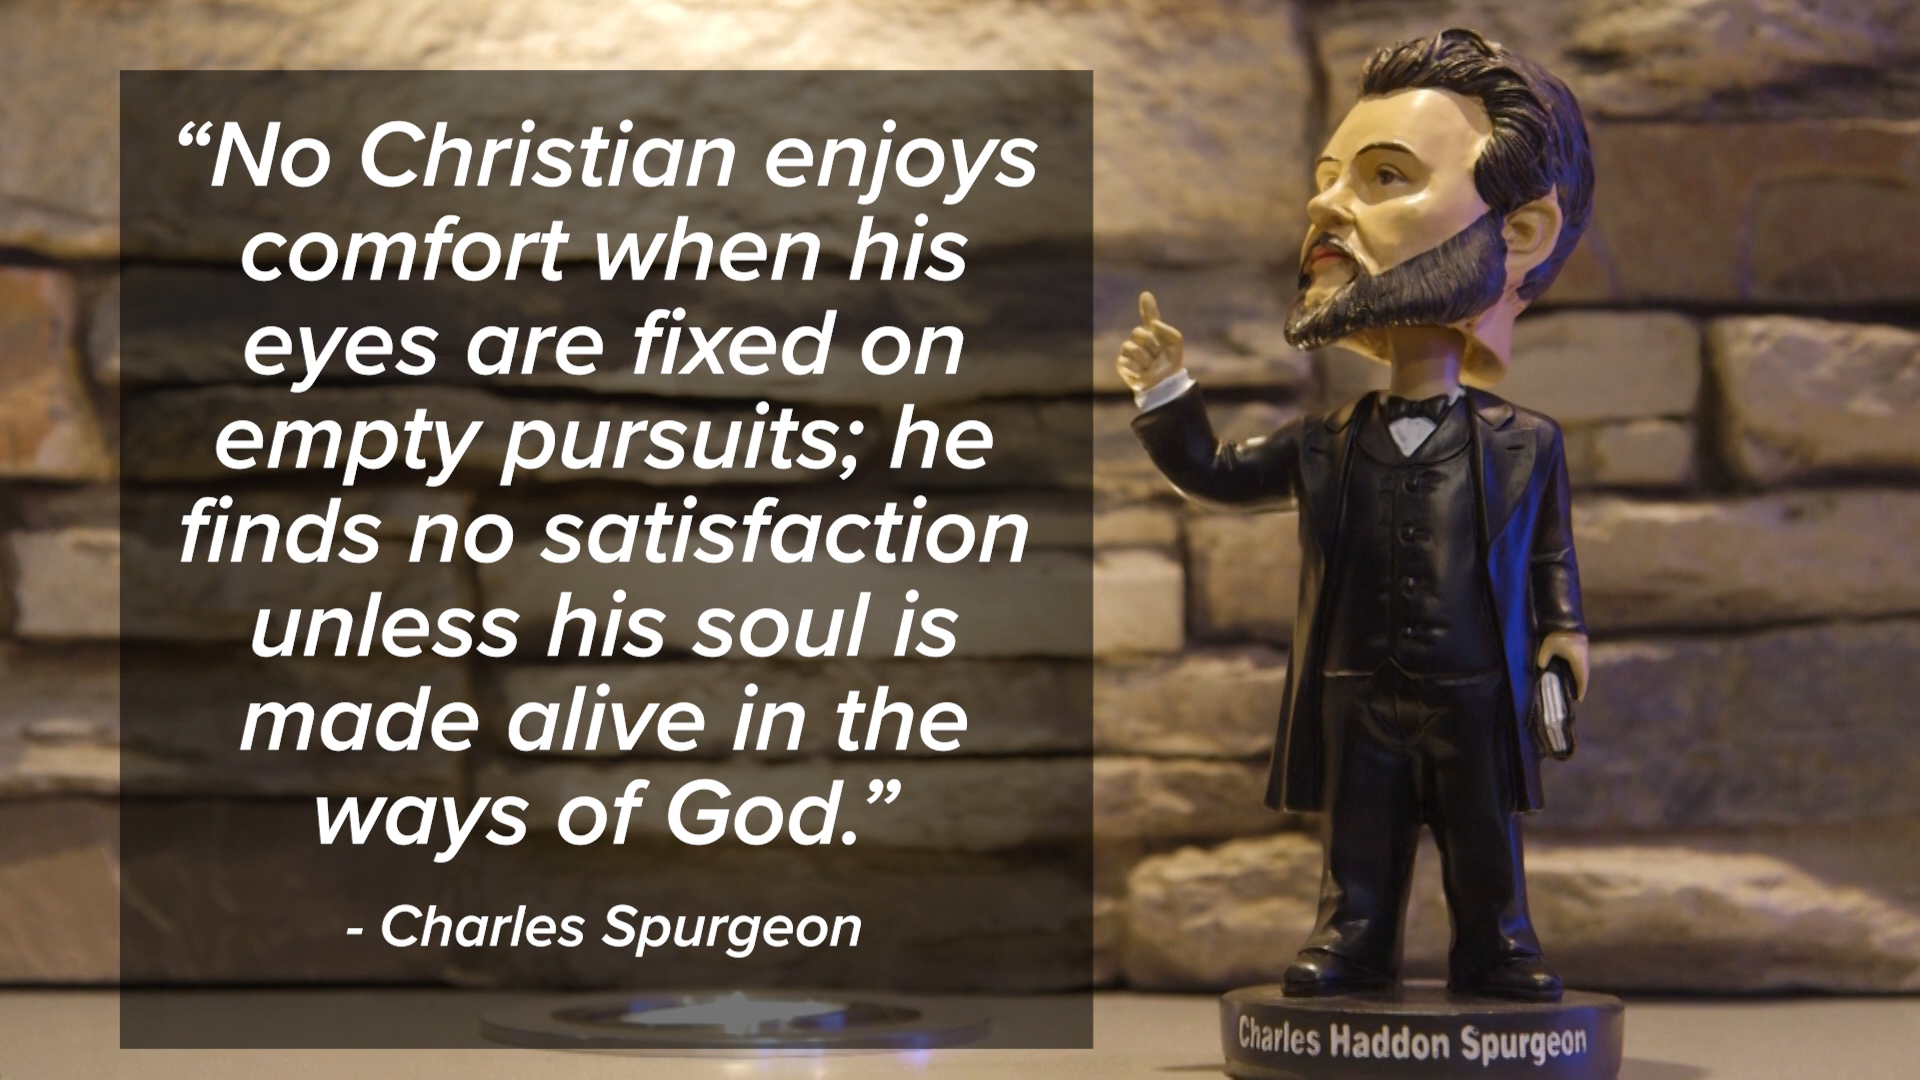 “No Christian enjoys
comfort when his
eyes are fixed on
empty pursuits; he
finds no satisfaction
unless his soul is
made alive in the
ways of God.”
- Charles Spurgeon
Charles Haddon Spurgeon